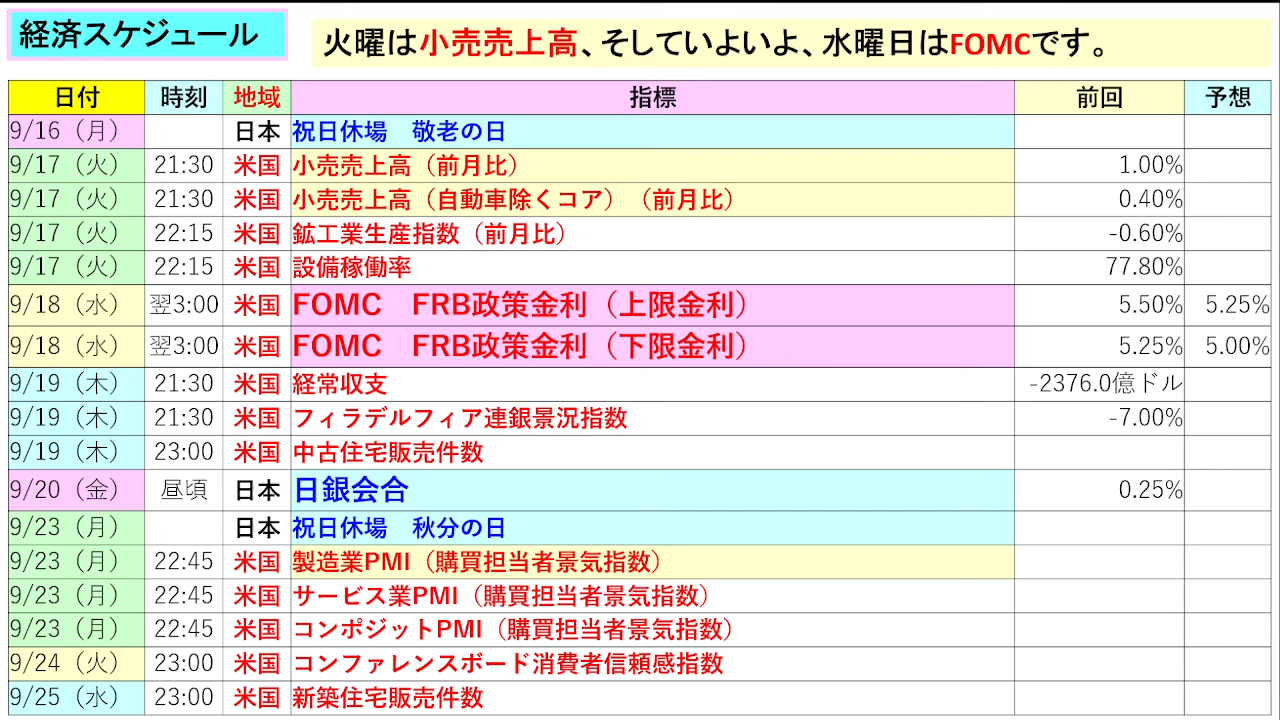 経済スケジュール
火曜は小売売上高、そしていよいよ、水曜日はFOMCです。
日付 時刻 地域 指標 前回 予想
9/16（月） 日本 祝日休場　敬老の日
9/17（火） 21:30 米国 小売売上高（前月比） 1.00%
9/17（火） 21:30 米国 小売売上高（自動車除くコア）（前月比） 0.40%
9/17（火） 22:15 米国 鉱工業生産指数（前月比） -0.60%
9/17（火） 22:15 米国 設備稼働率 77.80%
9/18（水） 翌3:00 米国 FOMC　FRB政策金利（上限金利） 5.50% 5.25%
9/18（水） 翌3:00 米国 FOMC　FRB政策金利（下限金利） 5.25% 5.00%
9/19（木） 21:30 米国 経常収支 -2376.0億ドル
9/19（木） 21:30 米国 フィラデルフィア連銀景況指数 -7.00%
9/19（木） 23:00 米国 中古住宅販売件数
9/20（金） 昼頃 日本 日銀会合 0.25%
9/23（月） 日本 祝日休場　秋分の日
9/23（月） 22:45 米国 製造業PMI（購買担当者景気指数）
9/23（月） 22:45 米国 サービス業PMI（購買担当者景気指数）
9/23（月） 22:45 米国 コンポジットPMI（購買担当者景気指数）
9/24（火） 23:00 米国 コンファレンスボード消費者信頼感指数
9/25（水） 23:00 米国 新築住宅販売件数